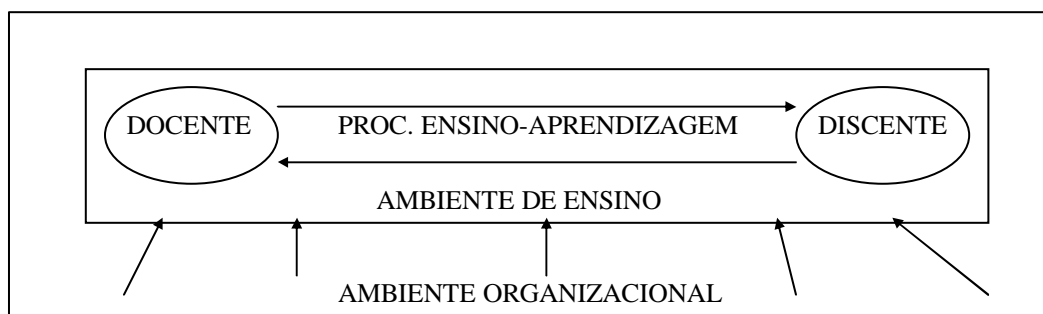 DOCENTE
PROC. ENSINO-APRENDIZAGEM
DISCENTE
AMBIENTE DE ENSINO
AMBIENTE ORGANIZACIONAL